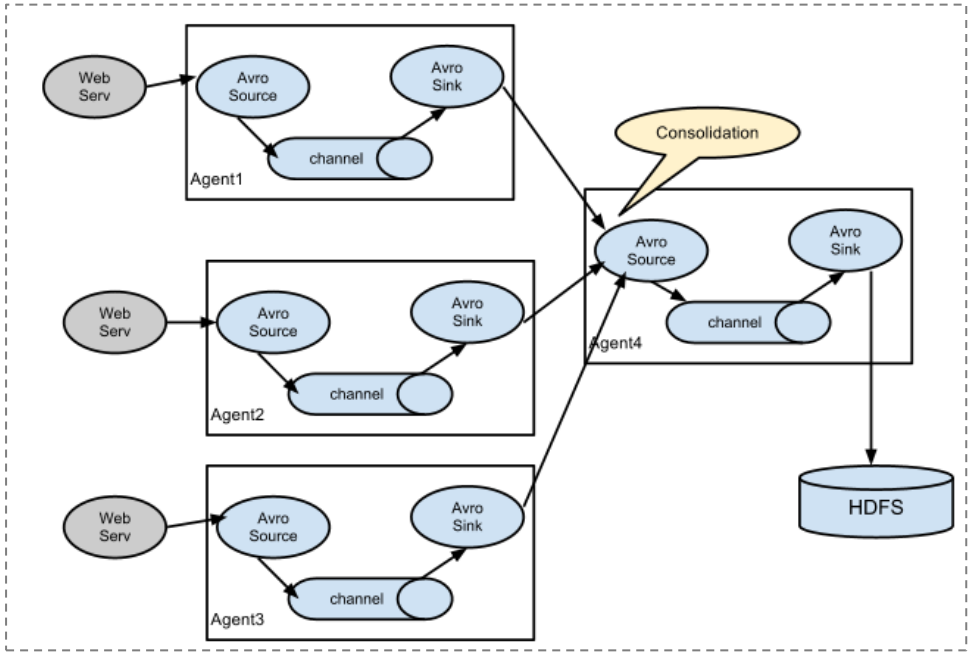 Web
Serv
Avro
Source
channel
Avro
Sink
Agent1
Web
Serv
Avro
Source
channel
Avro
Sink
Agent2
Web
Serv
Avro
Source
channel
Avro
Sink
Agent3
Consolidation
Avro
Source
channel
Avro
Sink
Agent4
HDFS